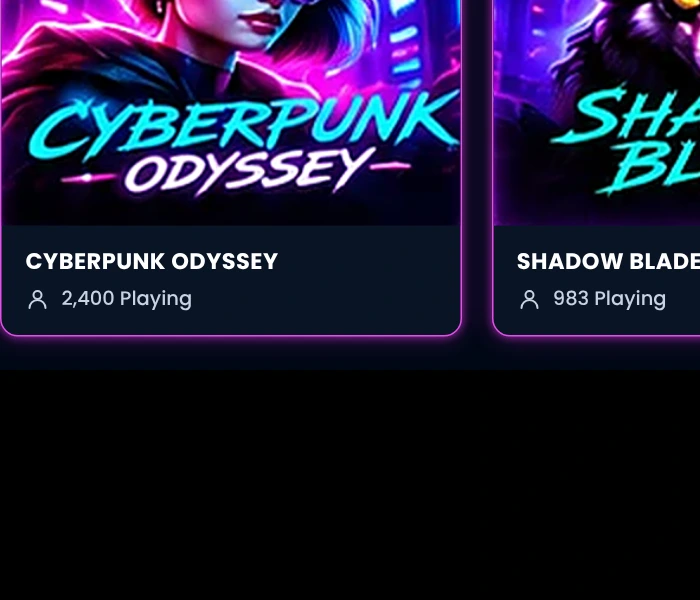 CYBERPUNK
ODYSSEY
CYBERPUNK ODYSSEY
2,400 Playing
SHADOW BLADE
983 Playing